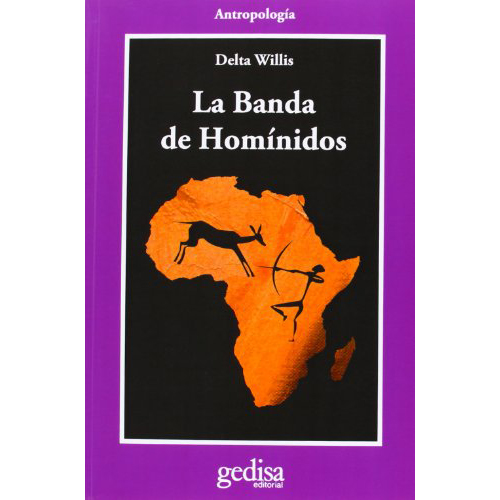 Antropología
Delta Willis
La Banda
de Homínidos
gedisa
editorial